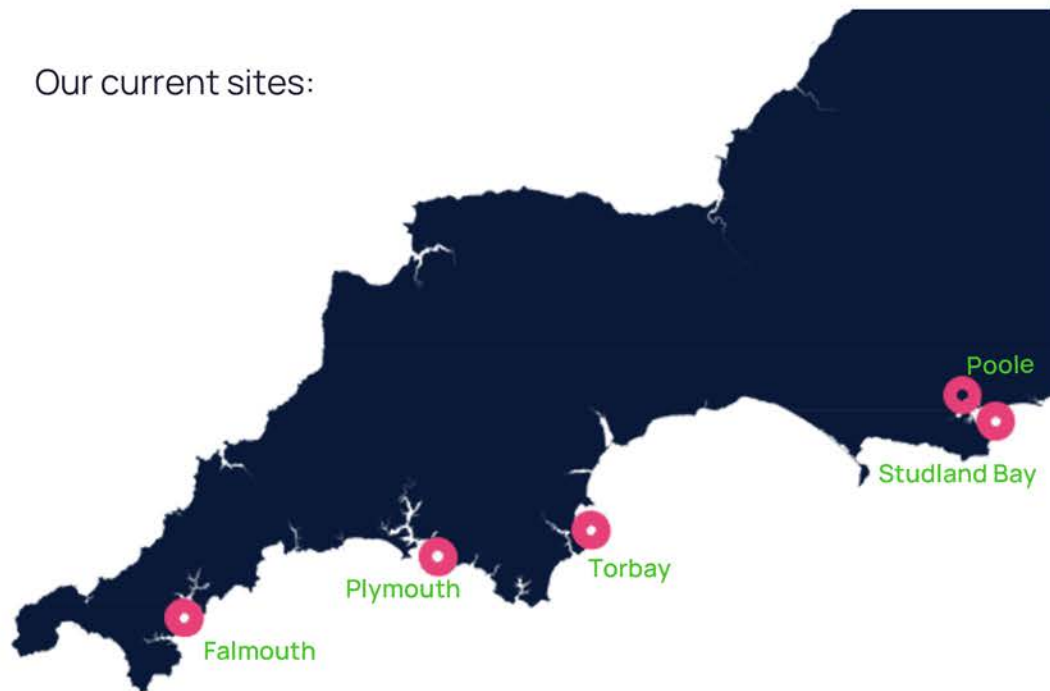 Our current sites:
Poole
Studland Bay
Torbay
Plymouth
Falmouth